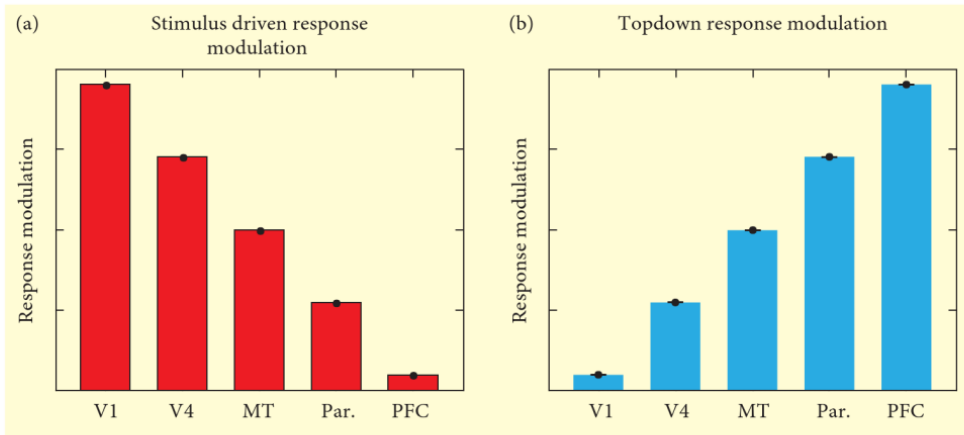 (a)
Stimulus driven response
modulation
Response modulation
V1 V4 MT Par. PFC
(b)
Topdown response modulation
Response modulation
V1 V4 MT Par. PFC